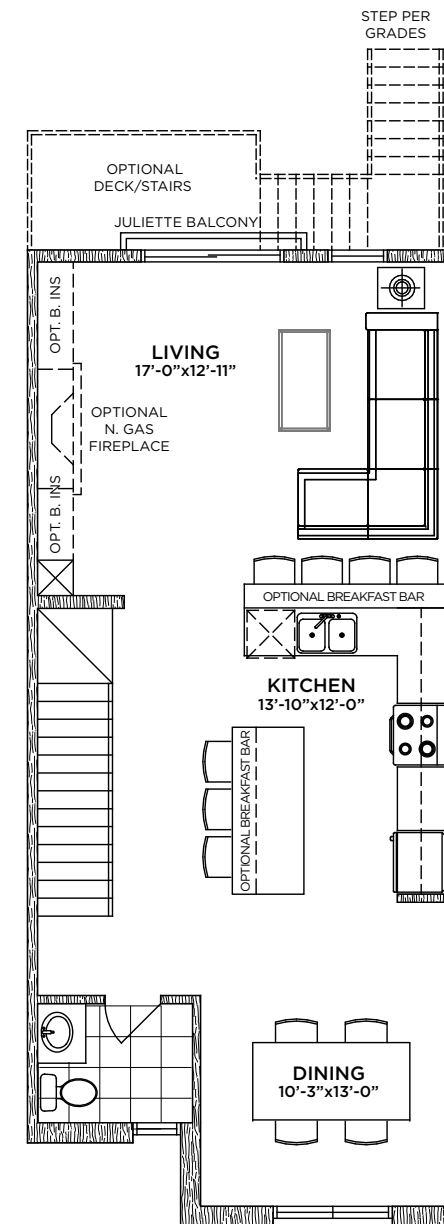 STEP PER
GRADES
OPTIONAL
DECK/STAIRS
JULIETTE BALCONY
OPT. B. INS
LIVING
17’-0”x12’-11”
OPTIONAL
N. GAS
FIREPLACE
OPT. B. INS
OPTIONAL BREAKFAST BAR
KITCHEN
13’-10”x12’-0”
OPTIONAL BREAKFAST BAR
DINING
10’-3”x13’-0”